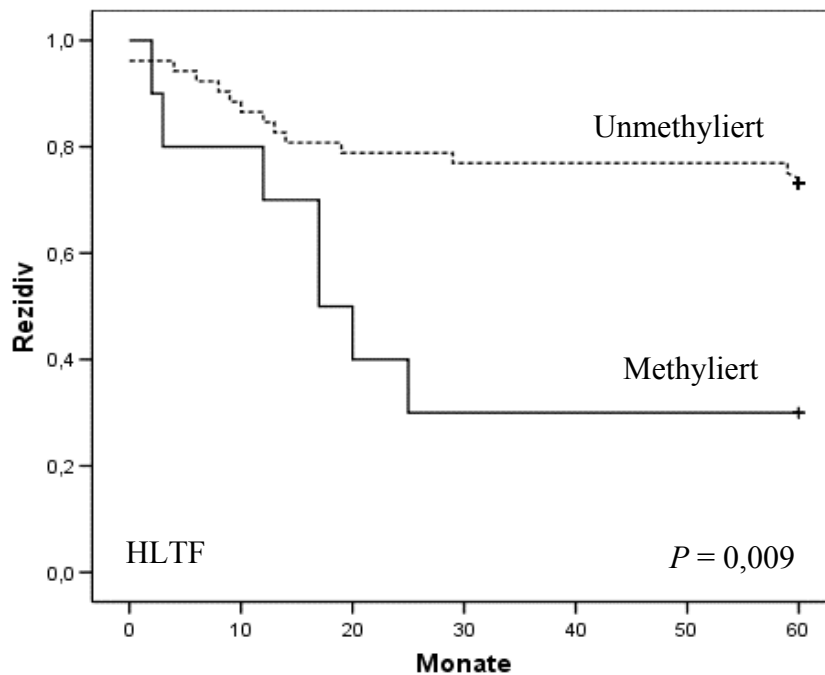 1,0
0,8
0,6
0,4
0,2
0,0
Rezidiv
Unmethyliert
Methyliert
HLTF
P = 0,009
0 10 20 30 40 50 60
Monate